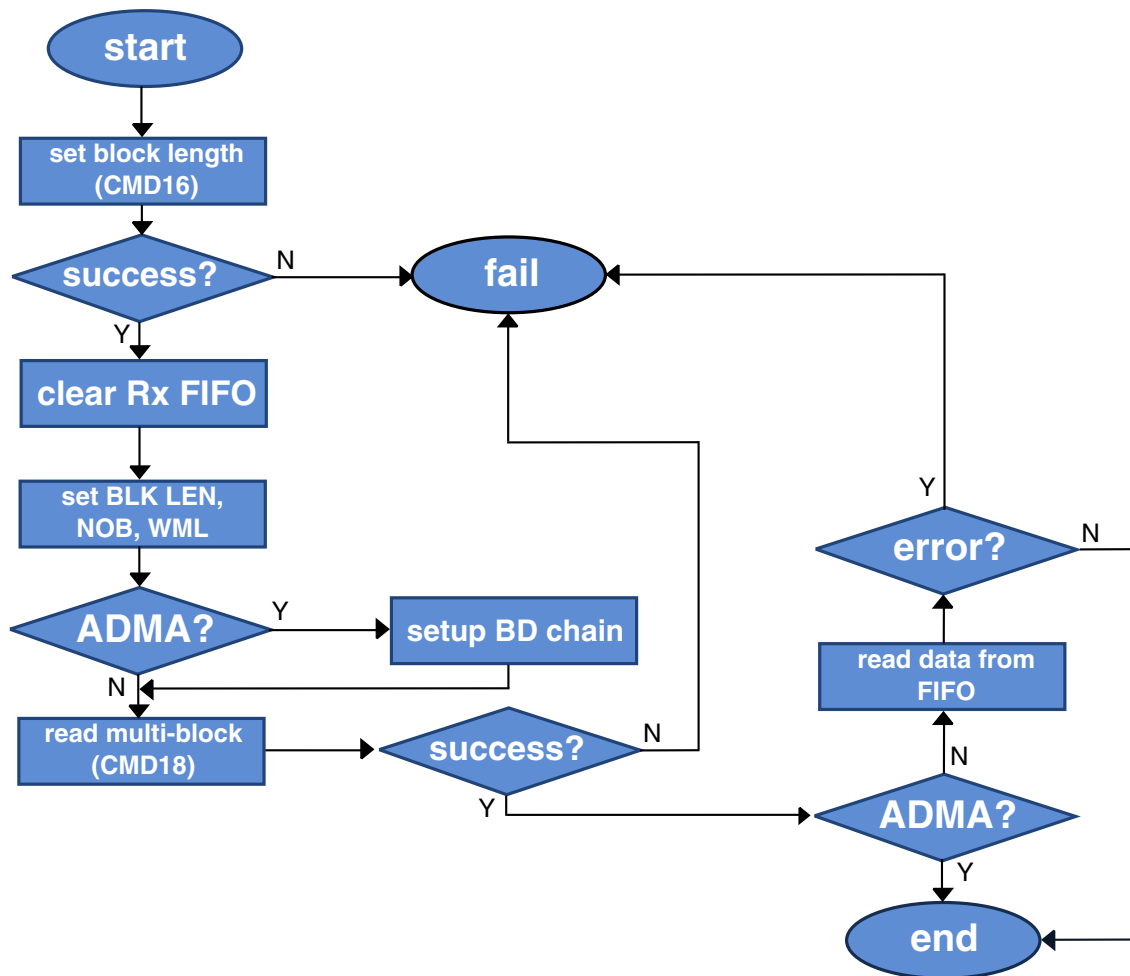 start
set block length
(CMD16)
success?
N
fail
Y
clear Rx FIFO
set BLK LEN,
NOB, WML
ADMA?
Y
setup BD chain
N
read multi-block
(CMD18)
success?
N
Y
ADMA?
N
read data from
FIFO
error?
Y
N
Y
end